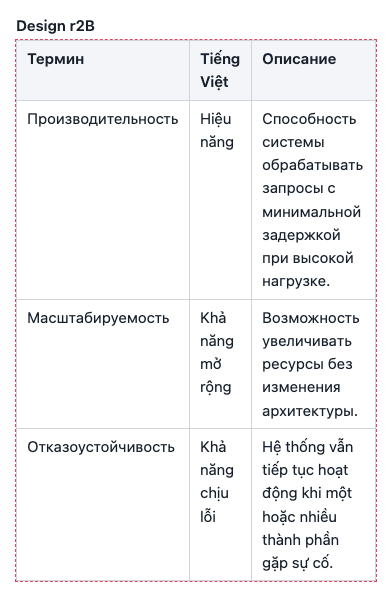 Design r2B
Термин
Tiếng
Việt
Описание
Производительность
Hiệu
năng
Способность
системы
обрабатывать
запросы с
минимальной
задержкой
при высокой
нагрузке.
Масштабируемость
Khả
năng
mở
rộng
Возможность
увеличивать
ресурсы без
изменения
архитектуры.
Отказоустойчивость
Khả
năng
chịu
lỗi
Hệ thống vẫn
tiếp tục hoạt
động khi một
hoặc nhiều
thành phần
gặp sự cố.